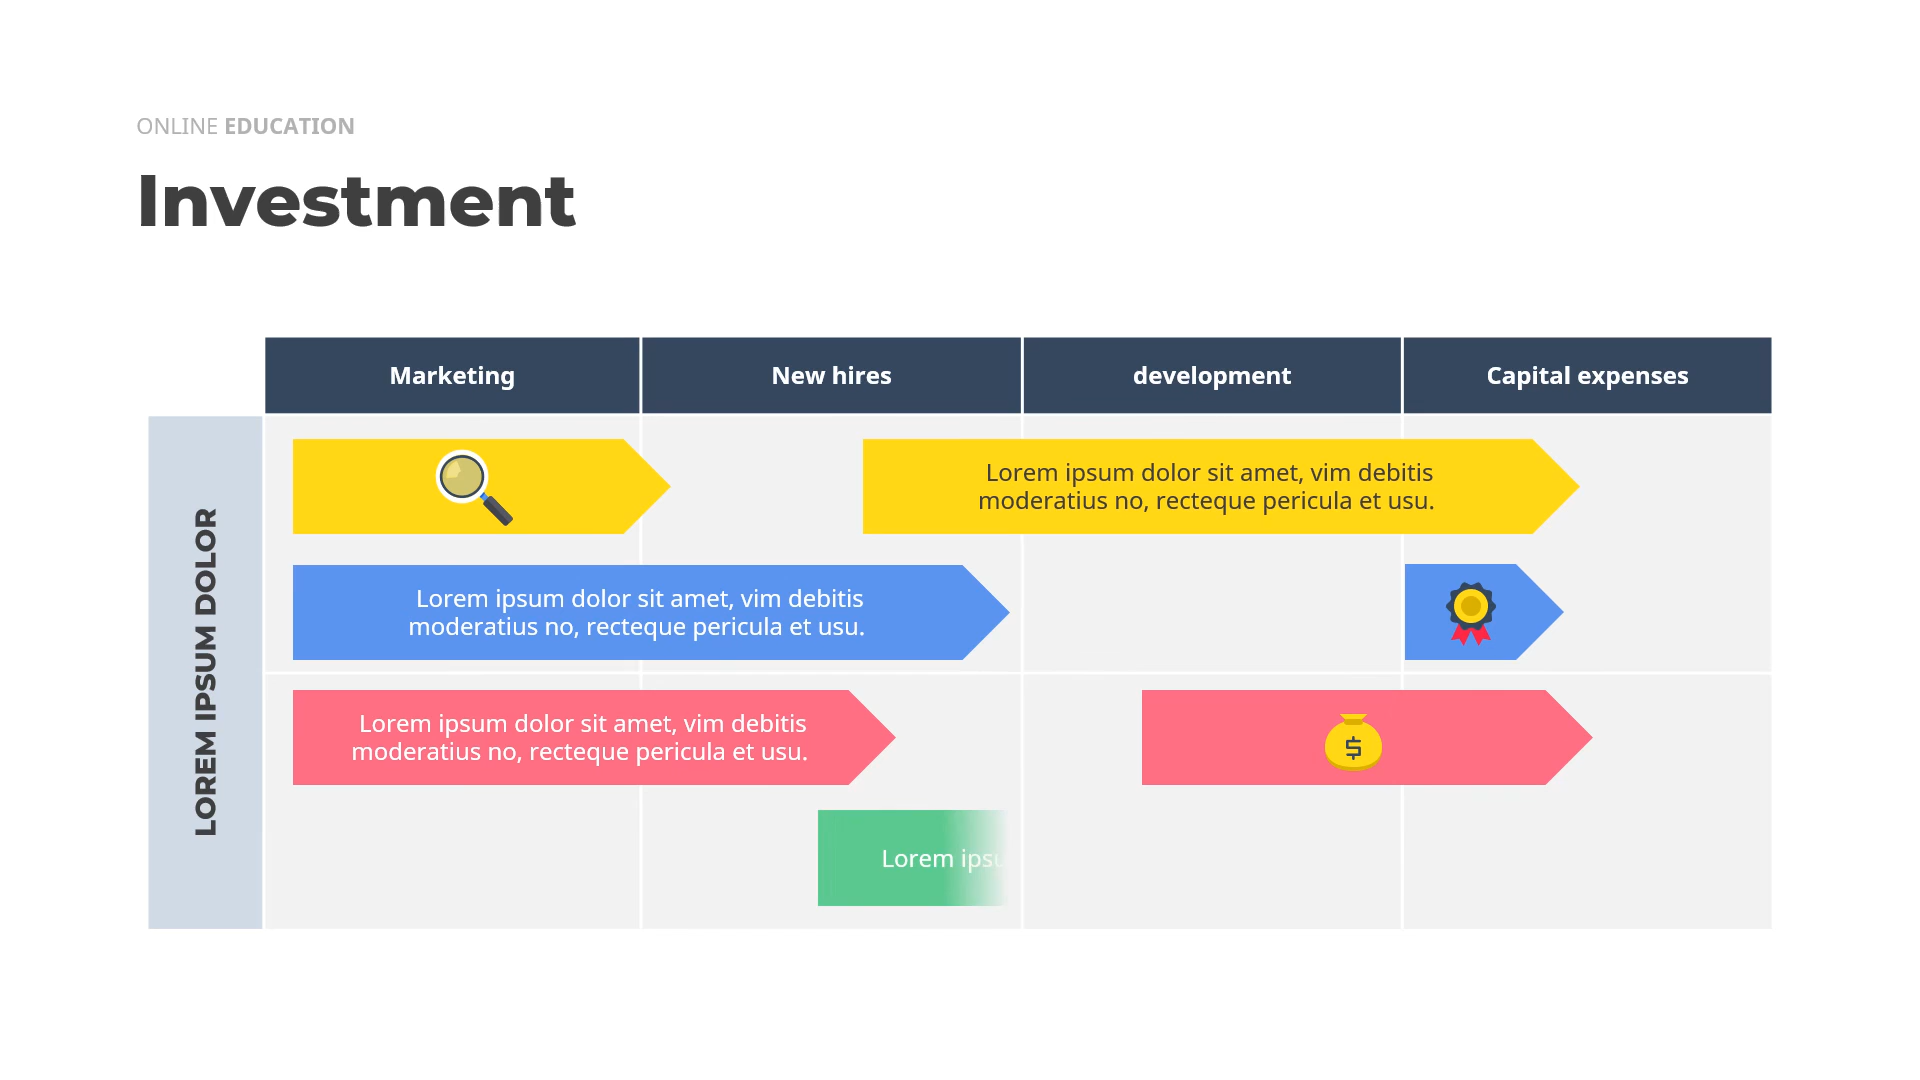 ONLINE EDUCATION
Investment
Marketing
New hires
development
Capital expenses
LOREM IPSUM DOLOR
Lorem ipsum dolor sit amet, vim debitis
moderatius no, recteque pericula et usu.
Lorem ipsum dolor sit amet, vim debitis
moderatius no, recteque pericula et usu.
$
Lorem ipsum dolor sit amet, vim debitis
moderatius no, recteque pericula et usu.
Lorem